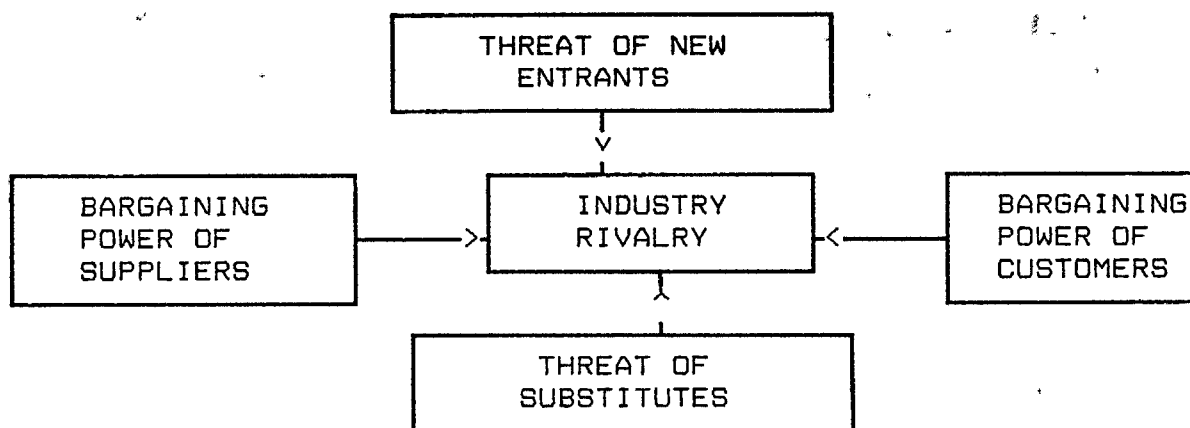 THREAT OF NEW
ENTRANTS
BARGAINING
POWER OF
SUPPLIERS
INDUSTRY
RIVALRY
BARGAINING
POWER OF
CUSTOMERS
THREAT OF
SUBSTITUTES